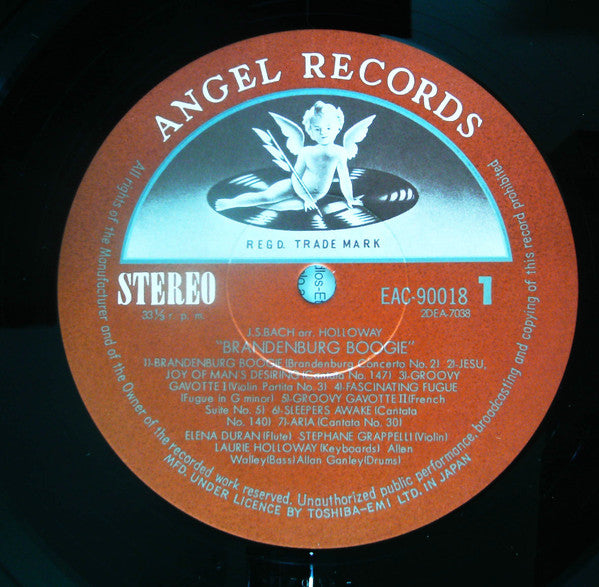 ANGEL RECORDS
REGD. TRADE MARK
STEREO
33⅓ r. p. m.
EAC-90018 1
2DEA-7038
J.S.BACH arr. HOLLOWAY
"BRANDENBURG BOOGIE"
1)-BRANDENBURG BOOGIE (Brandenburg Concerto No. 2) 2)-JESU,
JOY OF MAN'S DESIRING (Cantata No. 147) 3)-GROOVY
GAVOTTE I (Violin Partita No. 3) 4)-FASCINATING FUGUE
(Fugue in G minor) 5)-GROOVY GAVOTTE II (French
Suite No. 5) 6)-SLEEPERS AWAKE (Cantata
No. 140) 7)-ARIA (Cantata No. 30)
ELENA DURAN (Flute) STEPHANE GRAPPELLI (Violin)
LAURIE HOLLOWAY (Keyboards) Allen
Walley (Bass) Allan Ganley (Drums)
All rights of the Manufacturer and of the Owner of the recorded work reserved. Unauthorized public performance, broadcasting and copying of this record prohibited
MFD. UNDER LICENCE BY TOSHIBA-EMI LTD. IN JAPAN